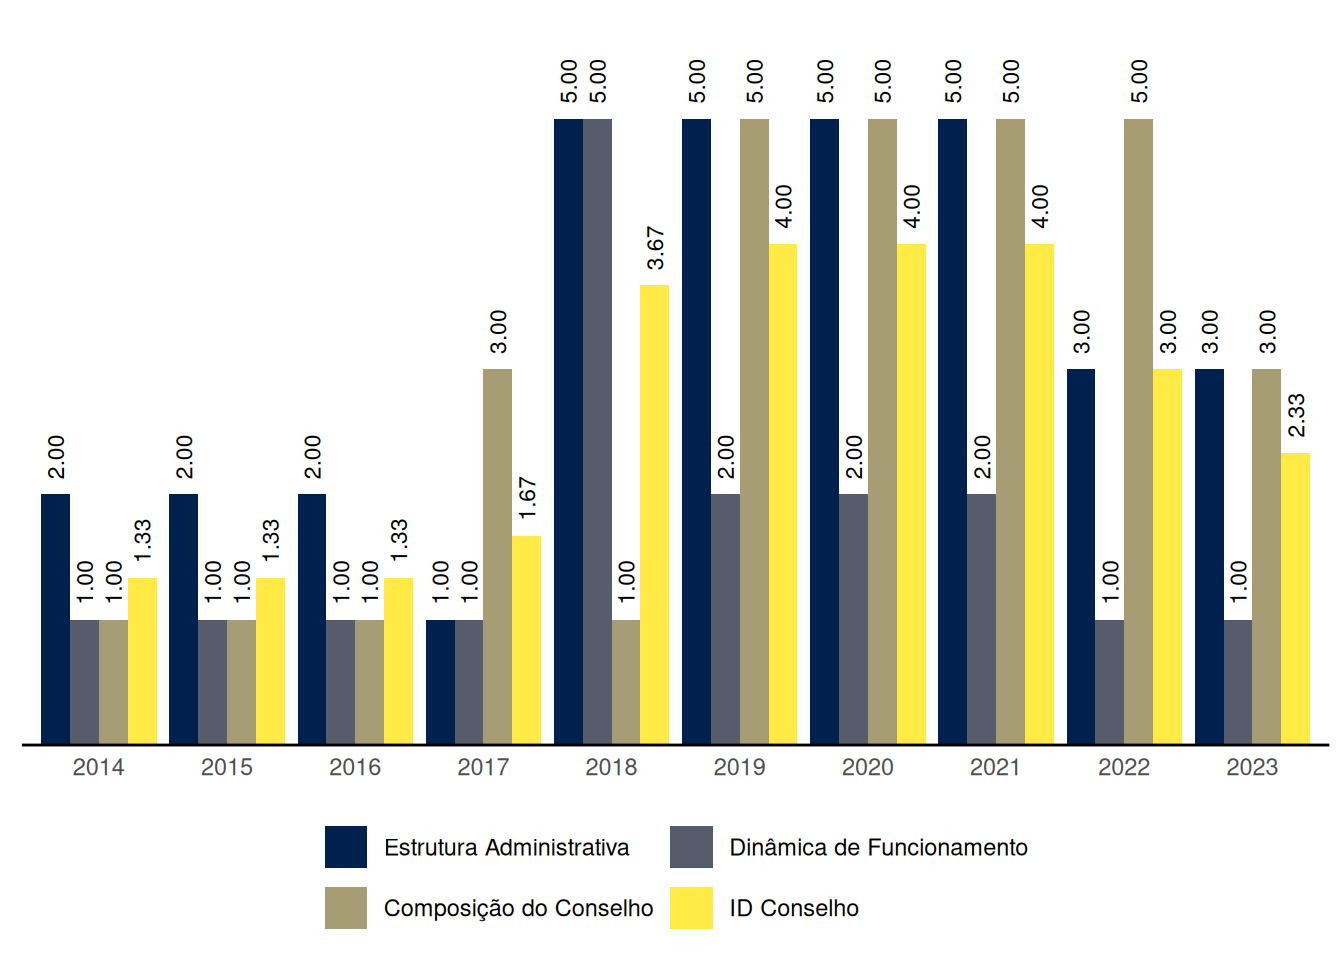 2.00 1.00 1.00 1.33 2.00 1.00 1.00 1.33 2.00 1.00 1.00 1.33 1.00 1.00 3.00 1.67 5.00 5.00 1.00 3.67 5.00 2.00 5.00 4.00 5.00 2.00 5.00 4.00 5.00 2.00 5.00 4.00 3.00 1.00 5.00 3.00 3.00 1.00 3.00 2.33
2014 2015 2016 2017 2018 2019 2020 2021 2022 2023
Estrutura Administrativa Dinâmica de Funcionamento
Composição do Conselho ID Conselho